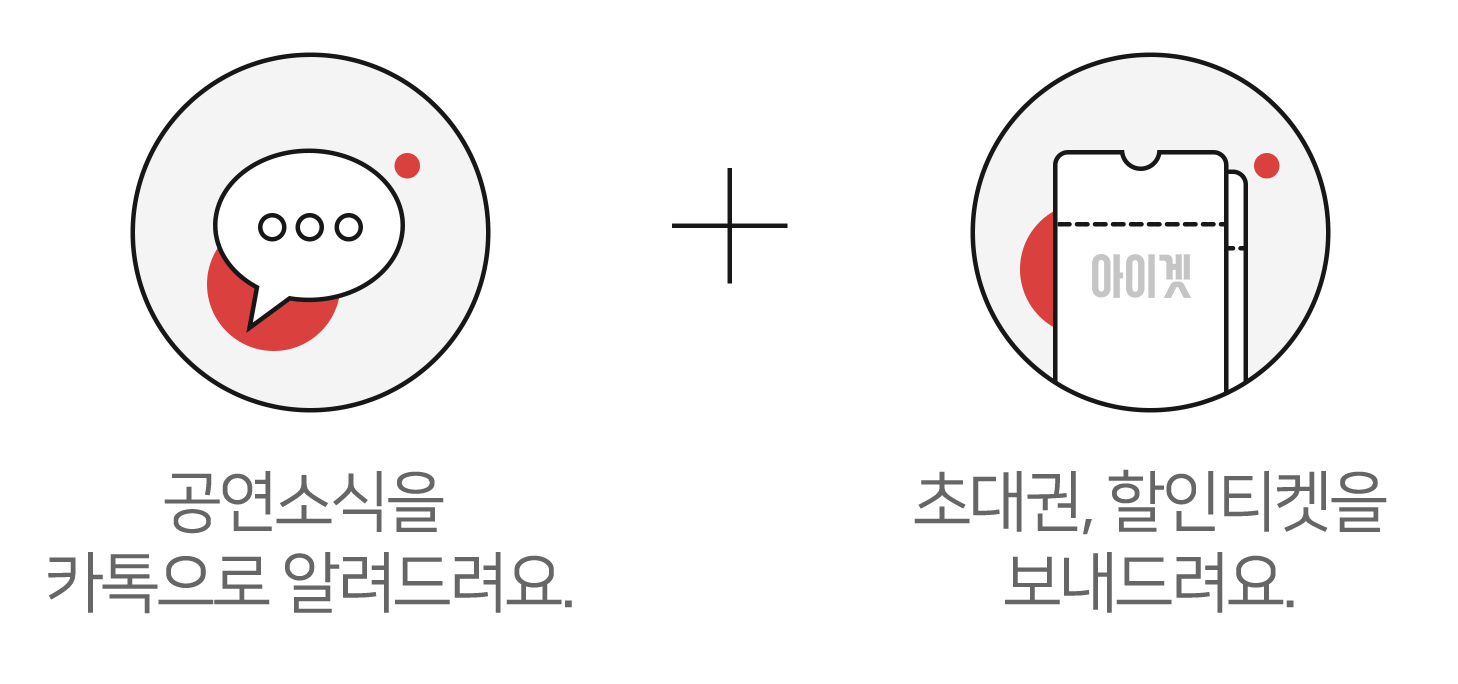 아이겟
공연소식을
카톡으로 알려드려요.
초대권, 할인티켓을
보내드려요.